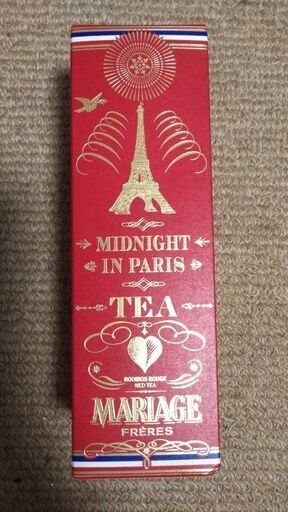 MIDNIGHT
IN PARIS
TEA
ROOIBOS ROUGE
RED TEA
MARIAGE
FRÈRES